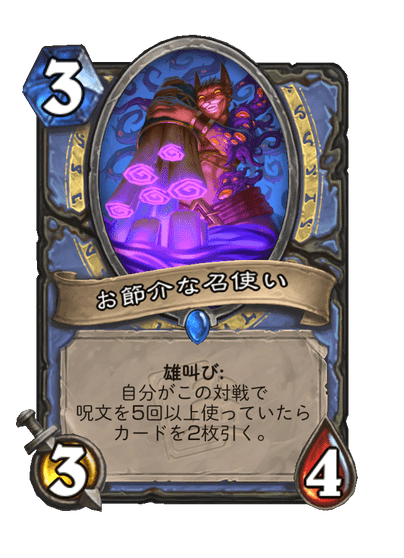 3
お節介な召使い
雄叫び:
自分がこの対戦で
呪文を5回以上使っていたら
カードを2枚引く。
3
4